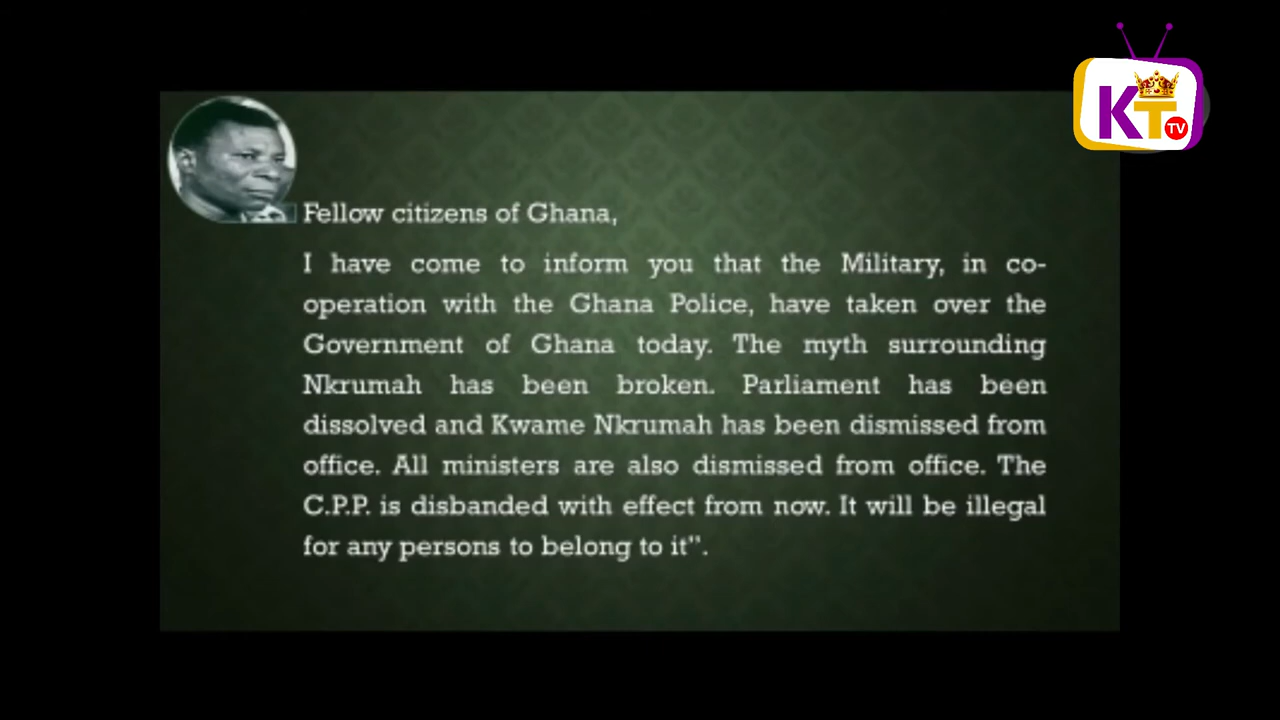 KT TV
Fellow citizens of Ghana,
I have come to inform you that the Military, in co-
operation with the Ghana Police, have taken over the
Government of Ghana today. The myth surrounding
Nkrumah has been broken. Parliament has been
dissolved and Kwame Nkrumah has been dismissed from
office. All ministers are also dismissed from office. The
C.P.P. is disbanded with effect from now. It will be illegal
for any persons to belong to it".